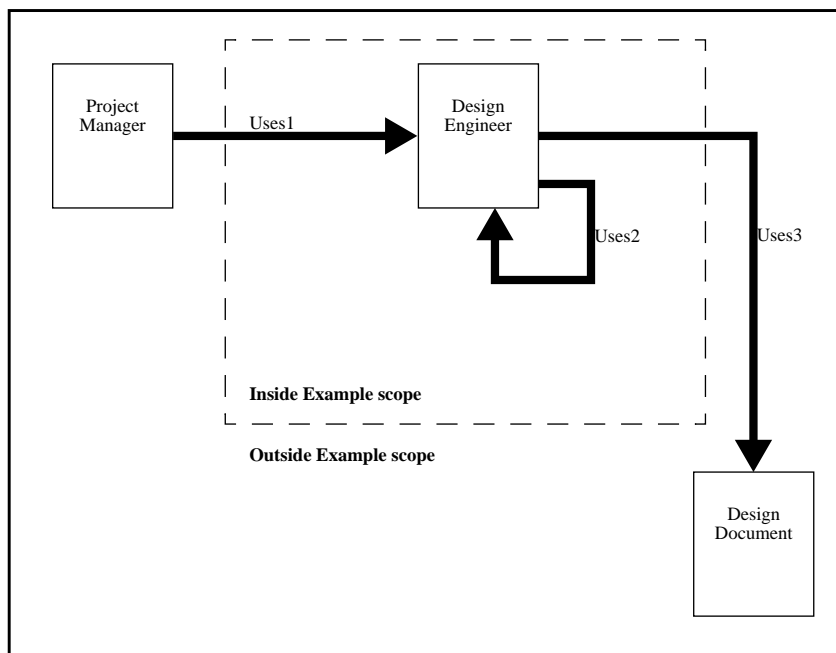 Project
Manager
Uses1
Design
Engineer
Uses2
Uses3
Inside Example scope
Outside Example scope
Design
Document